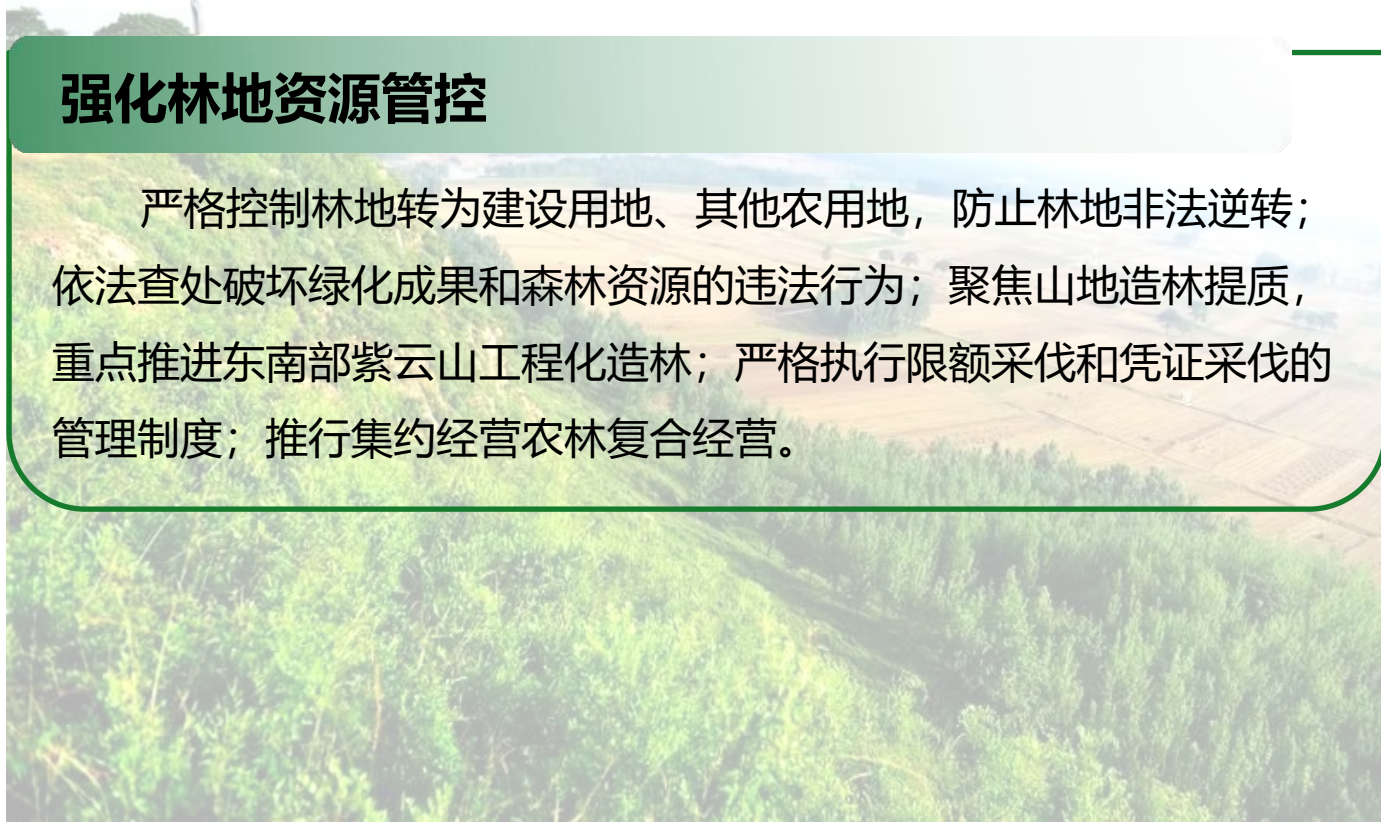 强化林地资源管控
严格控制林地转为建设用地、其他农用地，防止林地非法逆转；
依法查处破坏绿化成果和森林资源的违法行为；聚焦山地造林提质，
重点推进东南部紫云山工程化造林；严格执行限额采伐和凭证采伐的
管理制度；推行集约经营农林复合经营。